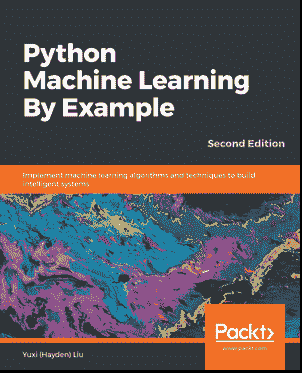 Python
Machine Learning
By Example
Second Edition
Implement machine learning algorithms and techniques to build
intelligent systems
Packt>
Yuxi (Hayden) Liu